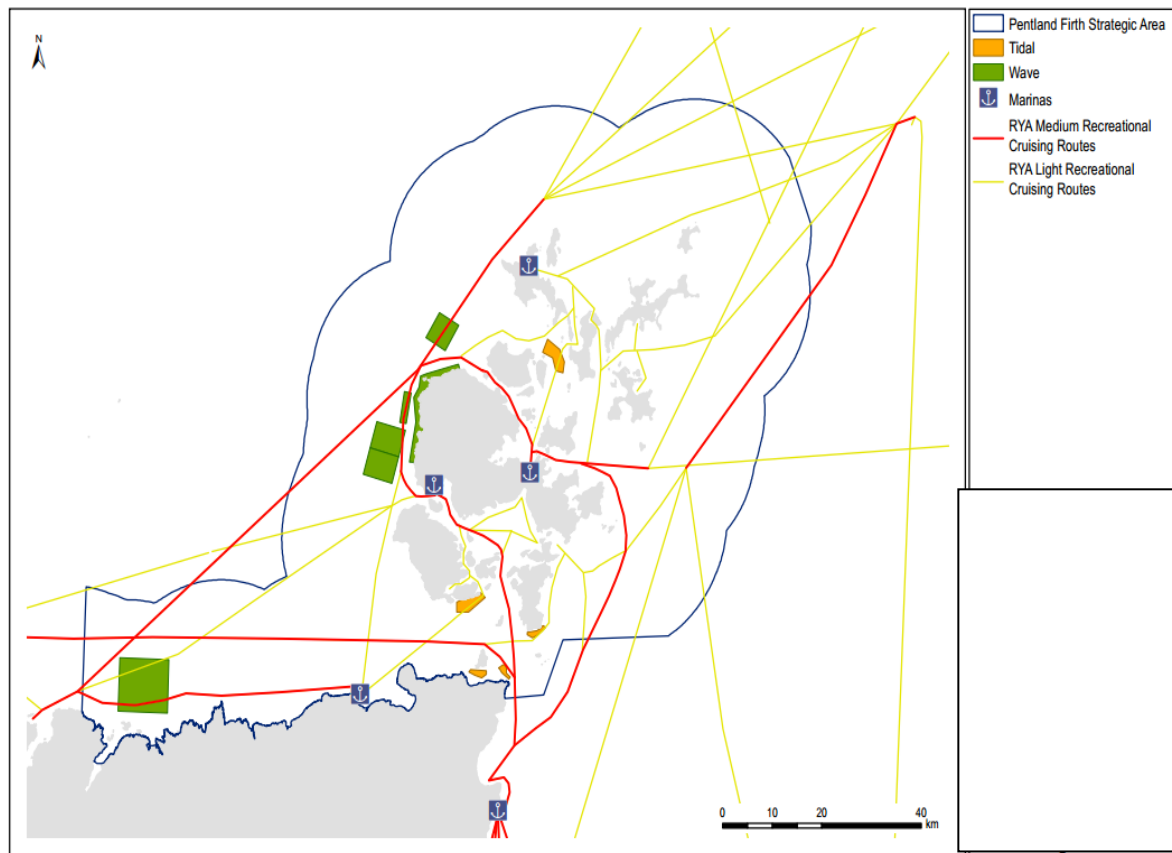 N
Pentland Firth Strategic Area
Tidal
Wave
Marinas
RYA Medium Recreational
Cruising Routes
RYA Light Recreational
Cruising Routes
0 10 20 40
km